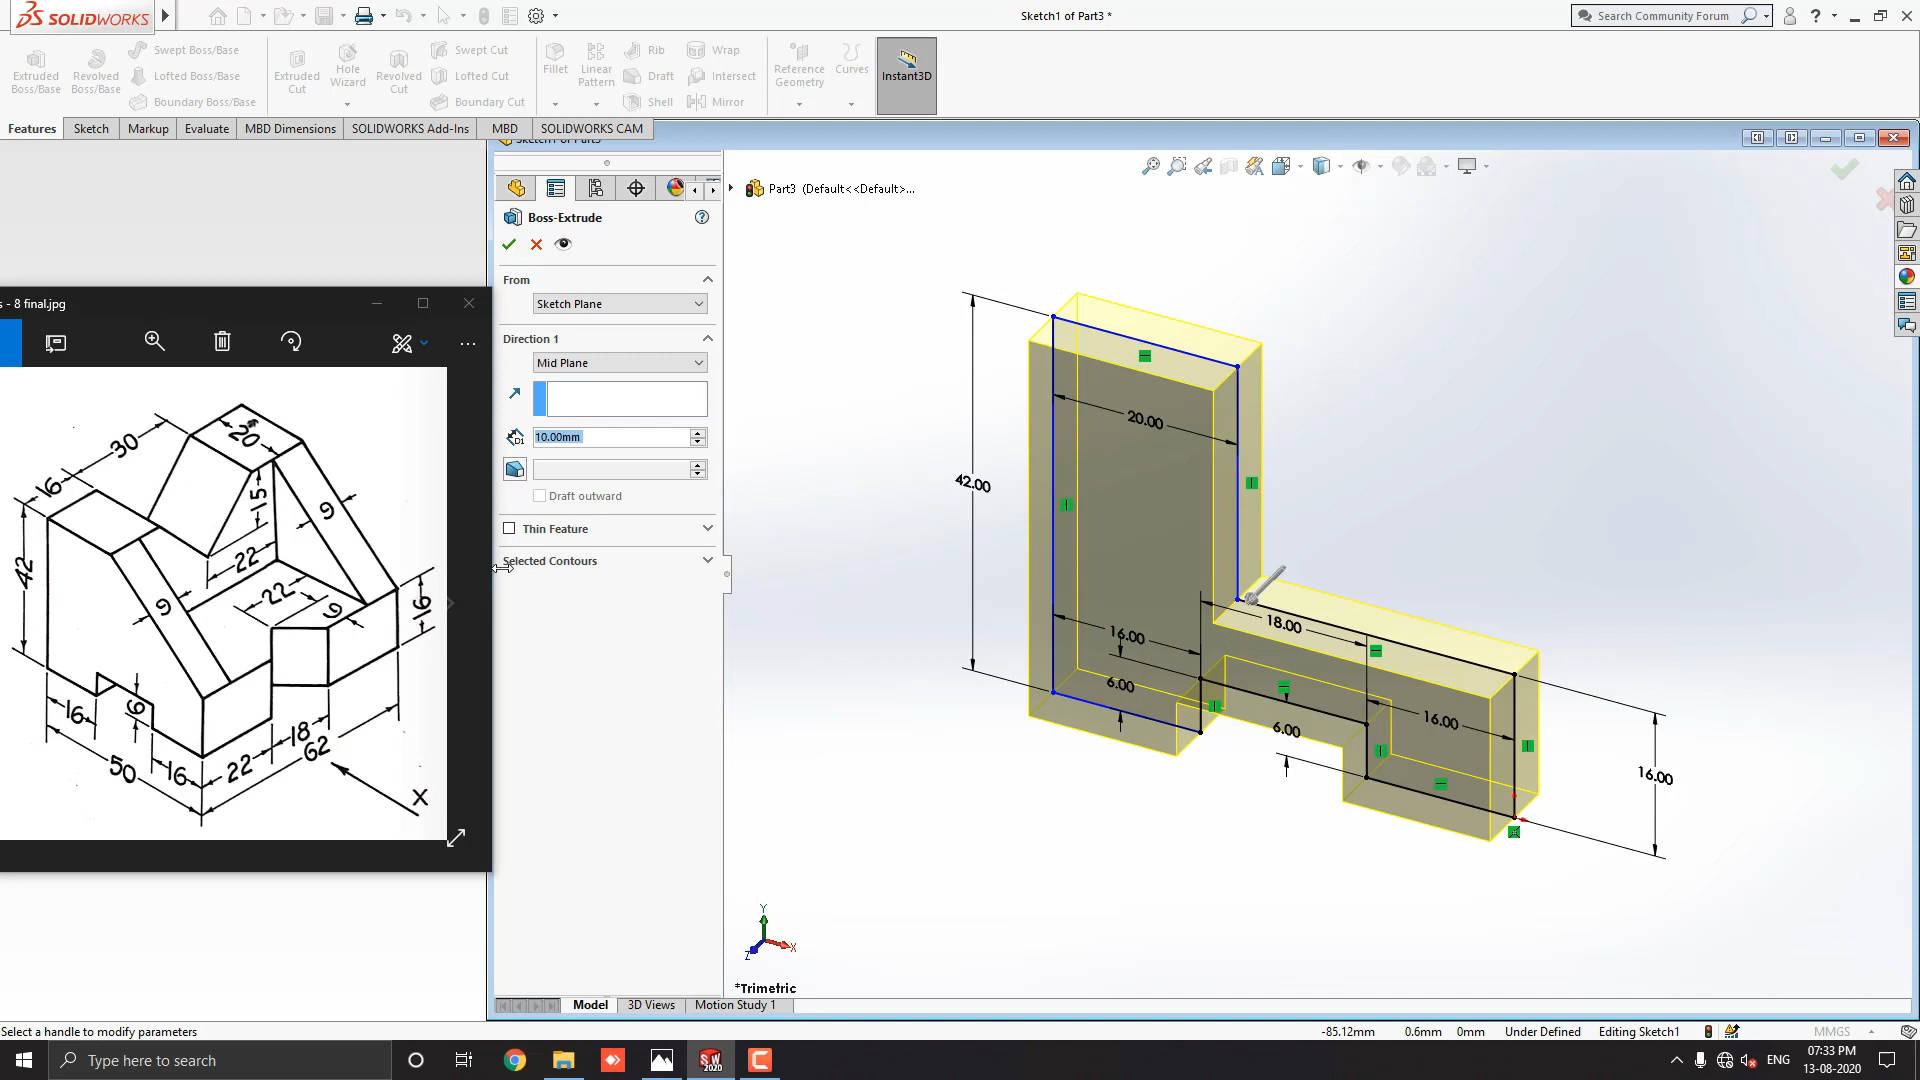 SOLIDWORKS
Sketch1 of Part3 *
Search Community Forum
Extruded Boss/Base
Revolved Boss/Base
Swept Boss/Base
Lofted Boss/Base
Boundary Boss/Base
Extruded Cut
Hole Wizard
Revolved Cut
Swept Cut
Lofted Cut
Boundary Cut
Fillet
Linear Pattern
Rib
Draft
Shell
Wrap
Intersect
Mirror
Reference Geometry
Curves
Instant3D
Features
Sketch
Markup
Evaluate
MBD Dimensions
SOLIDWORKS Add-Ins
MBD
SOLIDWORKS CAM
Sketch1 of Part3 *
Part3 (Default<<Default>...
Boss-Extrude
From
Sketch Plane
Direction 1
Mid Plane
10.00mm
Draft outward
Thin Feature
Selected Contours
s - 8 final.jpg
20
30
16
15
9
22
42
22
9
9
16
16
6
16
18
62
50
22
X
42.00
20.00
16.00
18.00
6.00
6.00
16.00
16.00
Y
X
Z
*Trimetric
Model
3D Views
Motion Study 1
Select a handle to modify parameters
-85.12mm
0.6mm
0mm
Under Defined
Editing Sketch1
MMGS
Type here to search
SW
2020
ENG
07:33 PM
13-08-2020